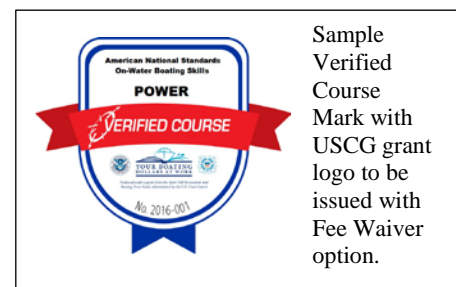 American National Standards
On-Water Boating Skills
POWER
VERIFIED COURSE
YOUR BOATING
DOLLARS AT WORK
No. 2016-001
Sample
Verified
Course
Mark with
USCG grant
logo to be
issued with
Fee Waiver
option.